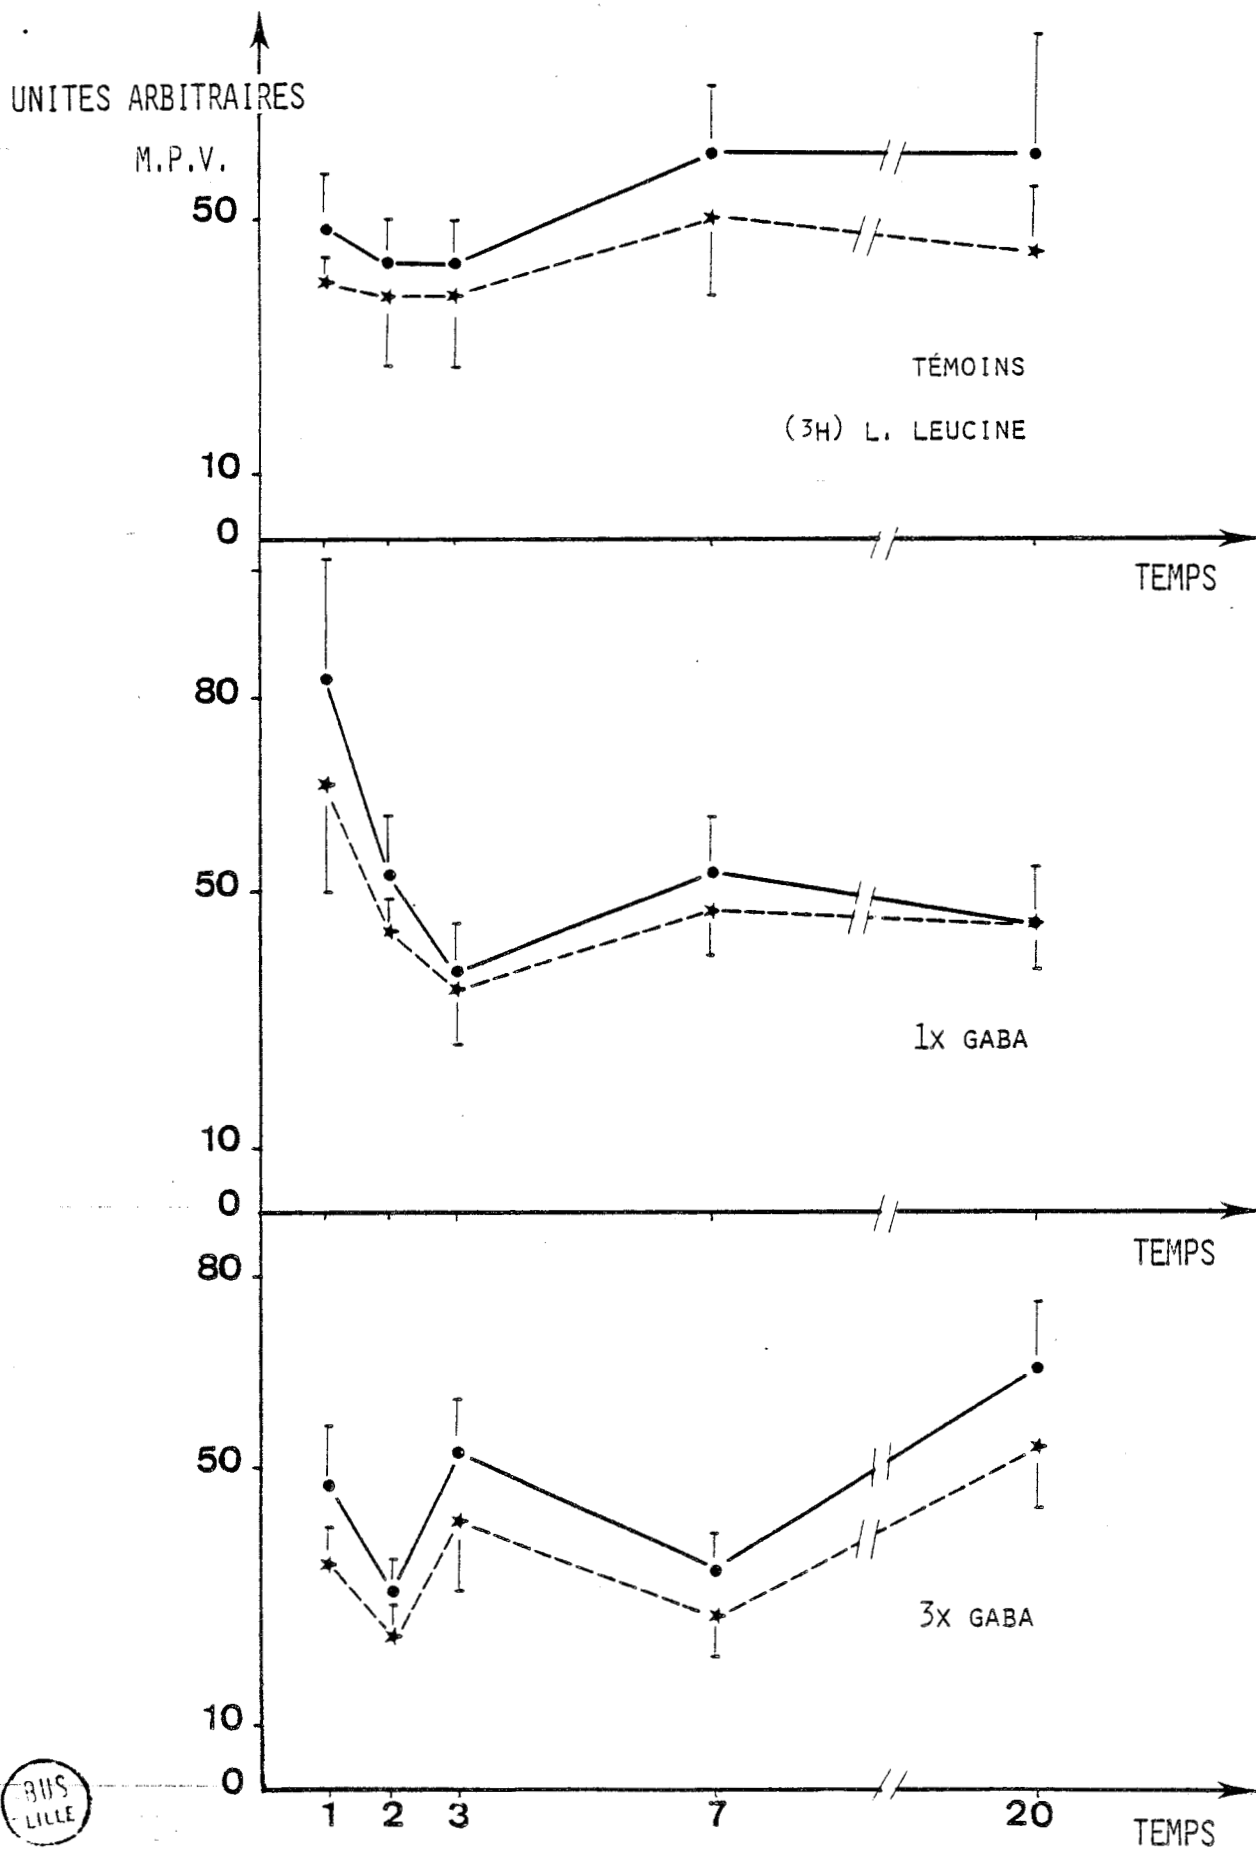 UNITES ARBITRAIRES
M.P.V.
50
10
0
TÉMOINS
(3H) L. LEUCINE
TEMPS
80
50
10
0
1X GABA
TEMPS
80
50
10
0
3X GABA
1 2 3 7 20
TEMPS
BUS
LILLE